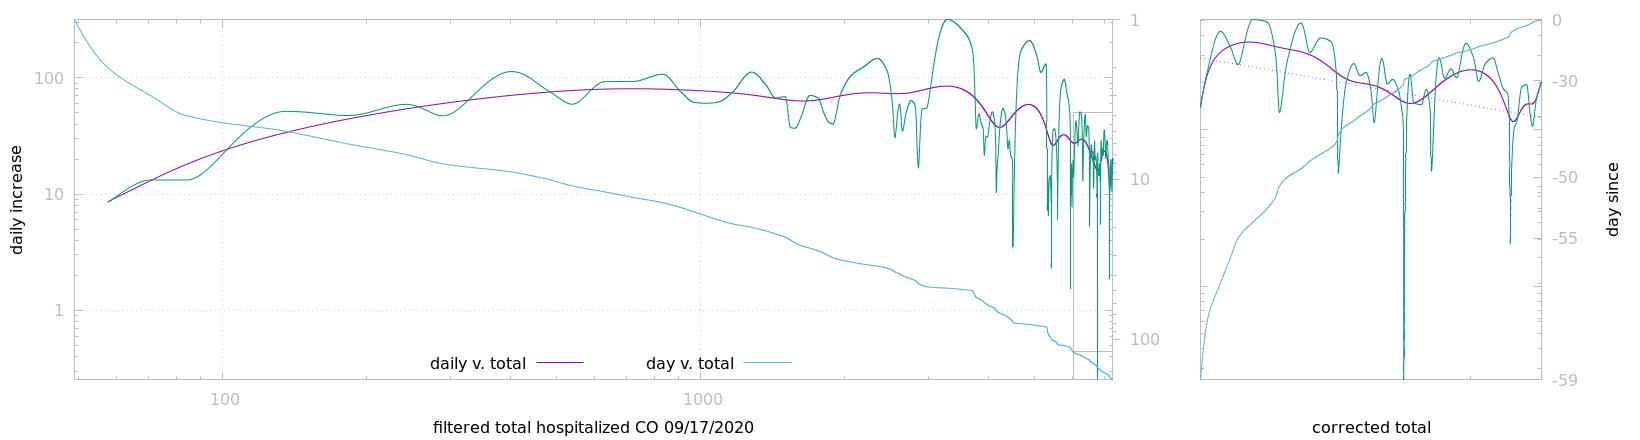 daily increase
100
10
1
daily v. total
day v. total
1
10
100
100
1000
filtered total hospitalized CO 09/17/2020
0
-30
-50
-55
-59
day since
corrected total